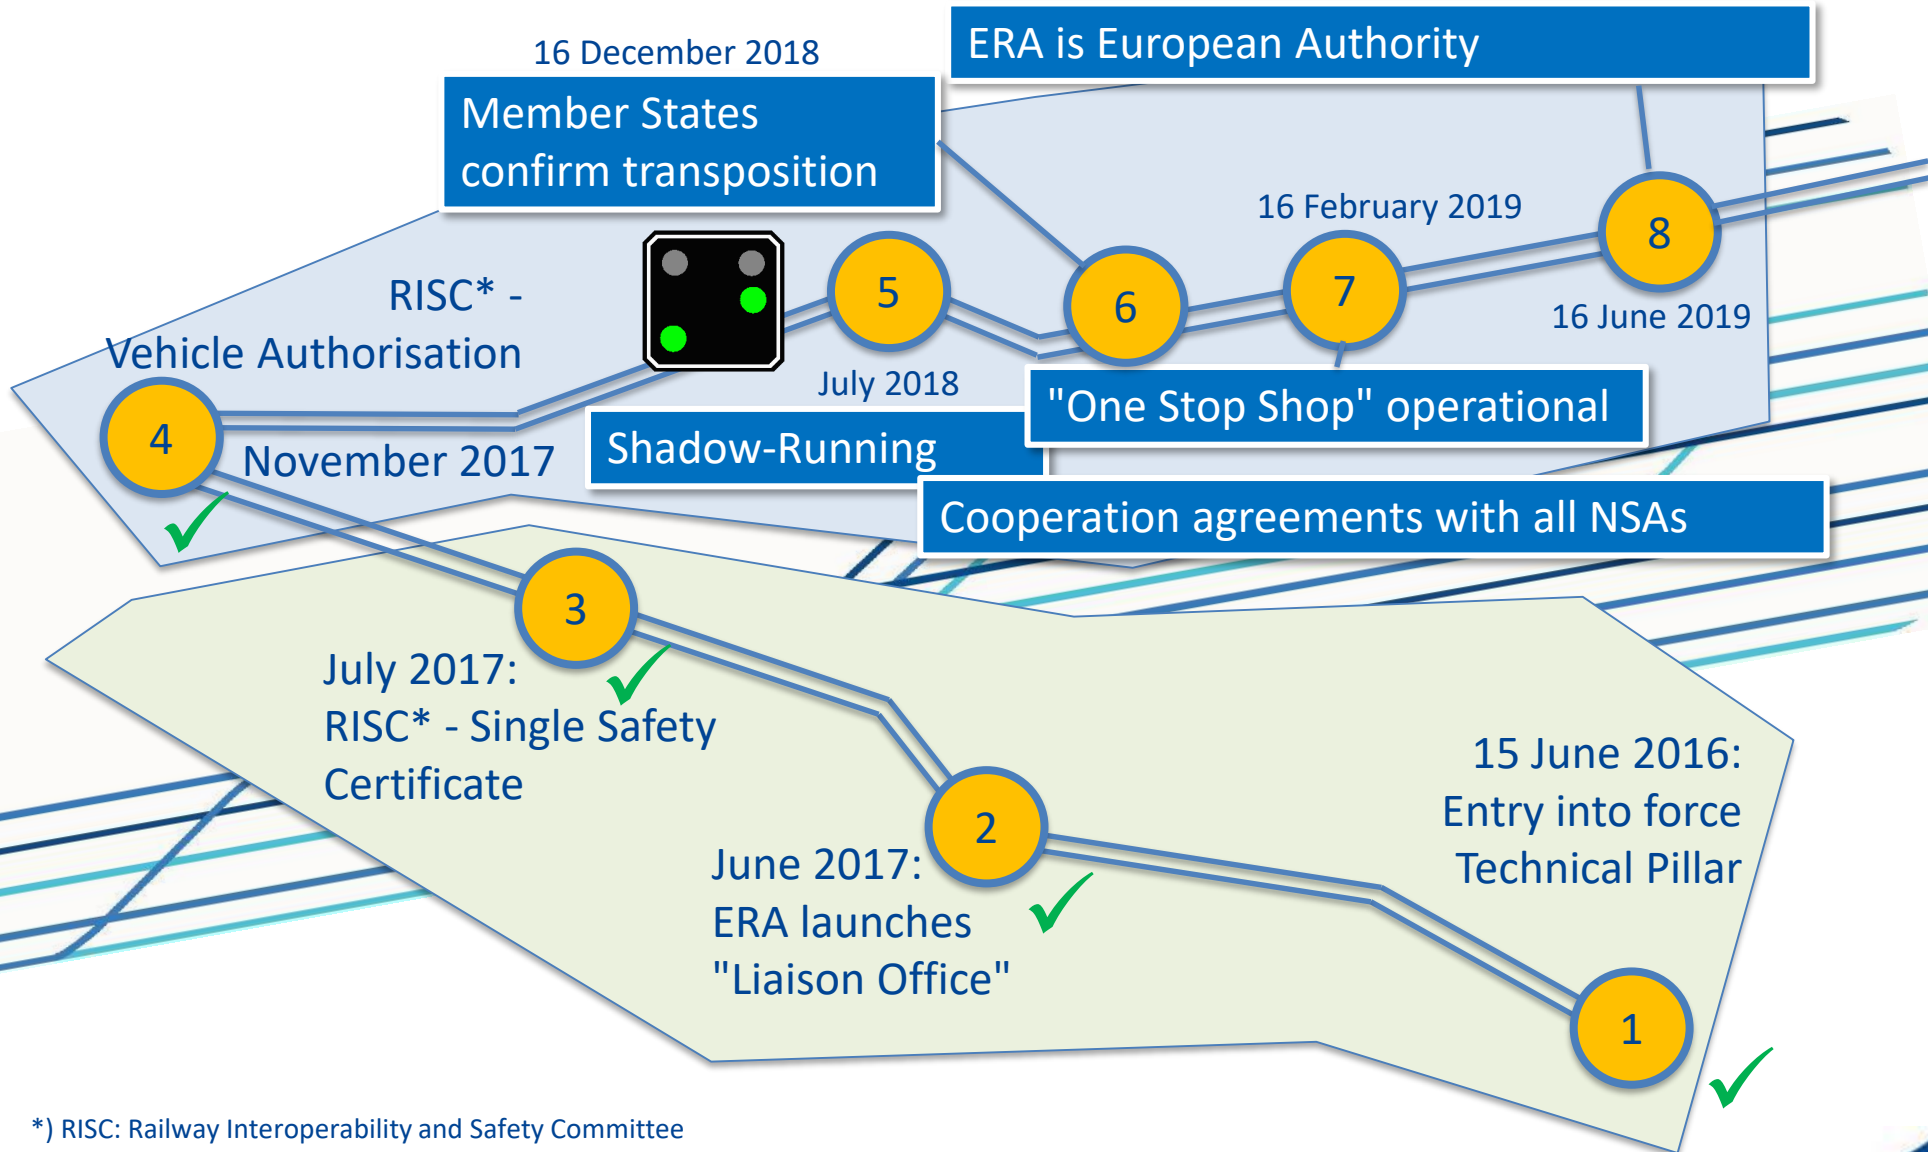 ERA is European Authority
16 December 2018
Member States
confirm transposition
16 February 2019
8
RISC* -
Vehicle Authorisation
5
6
7
16 June 2019
July 2018
"One Stop Shop" operational
4
November 2017
Shadow-Running
Cooperation agreements with all NSAs
3
July 2017:
RISC* - Single Safety
Certificate
15 June 2016:
Entry into force
Technical Pillar
2
June 2017:
ERA launches
"Liaison Office"
1
*) RISC: Railway Interoperability and Safety Committee